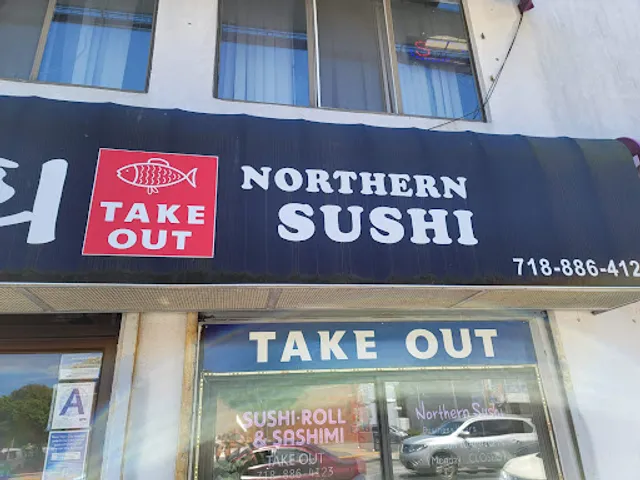 회
TAKE
OUT
NORTHERN
SUSHI
718-886-412
TAKE OUT
A
SUSHI·ROLL
& SASHIMI
TAKE OUT
718-886-4123
Northern Sushi